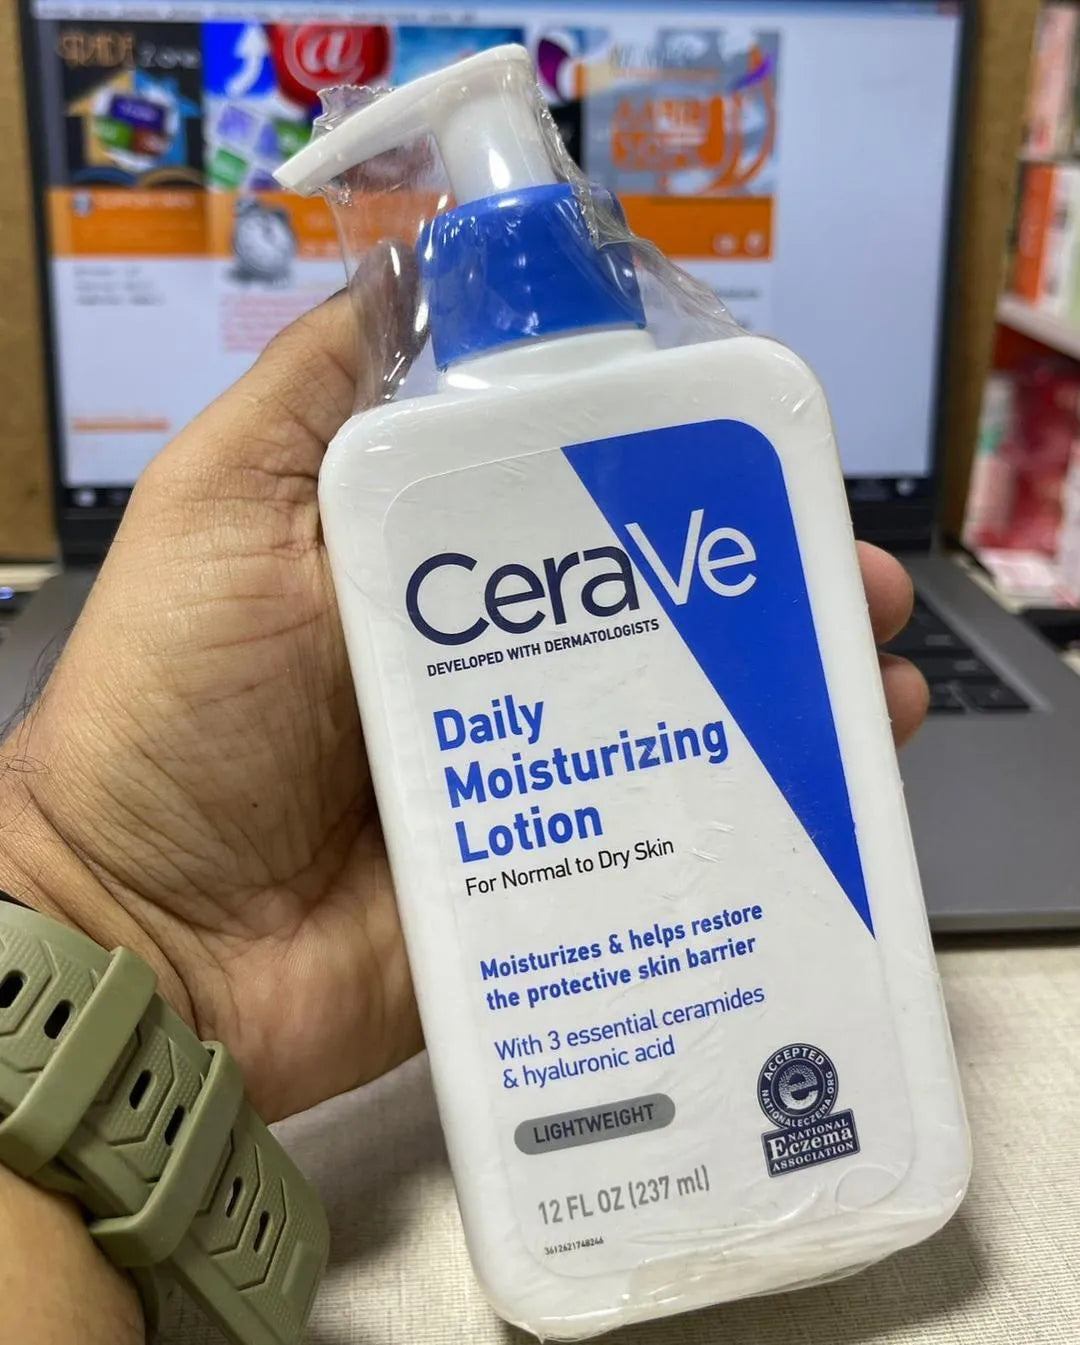 CeraVe
DEVELOPED WITH DERMATOLOGISTS
Daily
Moisturizing
Lotion
For Normal to Dry Skin
Moisturizes & helps restore
the protective skin barrier
With 3 essential ceramides
& hyaluronic acid
LIGHTWEIGHT
12 FL OZ (237 ml)
3612621748246
ACCEPTED
NATIONALECZEMA.ORG
NATIONAL
Eczema
ASSOCIATION